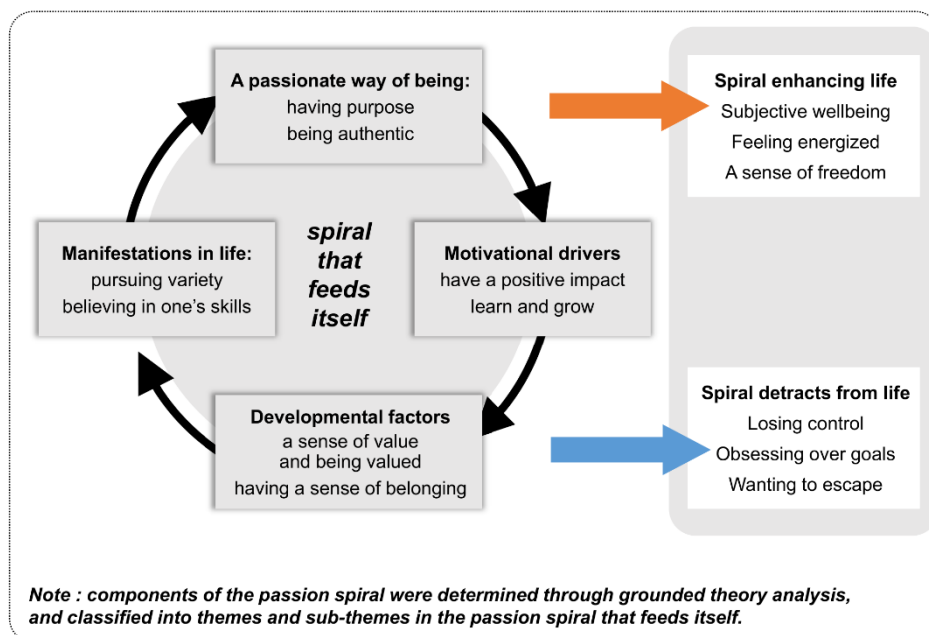 A passionate way of being:
having purpose
being authentic
Motivational drivers
have a positive impact
learn and grow
Developmental factors
a sense of value
and being valued
having a sense of belonging
Manifestations in life:
pursuing variety
believing in one's skills
spiral
that
feeds
itself
Spiral enhancing life
Subjective wellbeing
Feeling energized
A sense of freedom
Spiral detracts from life
Losing control
Obsessing over goals
Wanting to escape
Note : components of the passion spiral were determined through grounded theory analysis,
and classified into themes and sub-themes in the passion spiral that feeds itself.